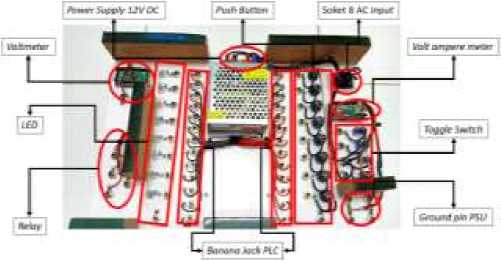 Power Supply 12V DC
Push Button
Soket 8 AC Input
Voltmeter
Volt ampere meter
LED
Toggle Switch
Relay
Ground pin PSU
Banana Jack PLC